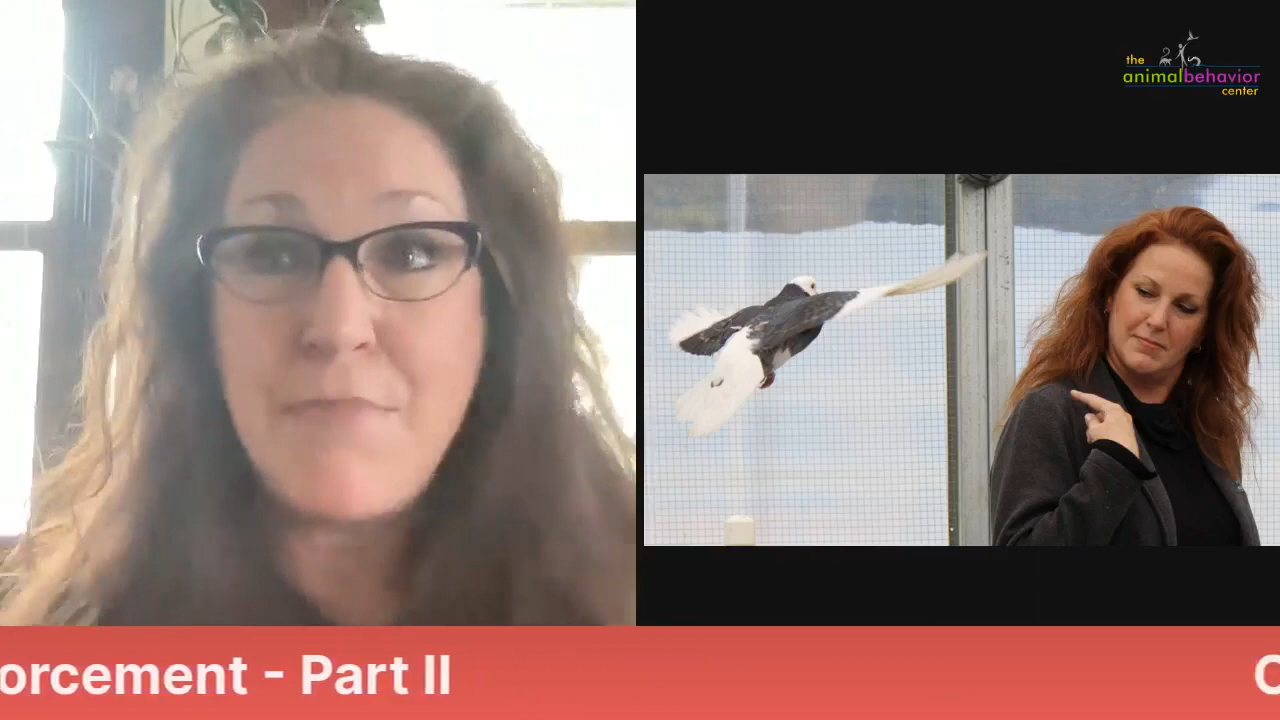 the
animalbehavior
center
orcement - Part II
C